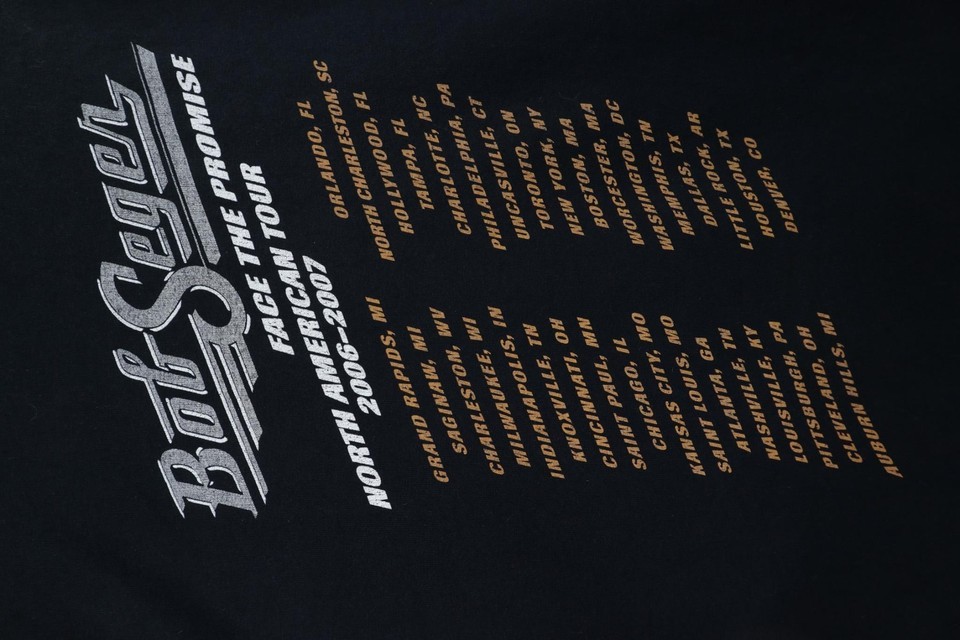 Bob Seger
FACE THE PROMISE
NORTH AMERICAN TOUR
2006-2007
GRAND RAPIDS, MI
SAGINAW, MI
CHARLESTON, WV
MILWAUKEE, WI
INDIANAPOLIS, IN
KNOXVILLE, TN
CINCINNATI, OH
SAINT PAUL, MN
CHICAGO, IL
KANSAS CITY, MO
SAINT LOUIS, MO
ATLANTA, GA
NASHVILLE, TN
LOUISVILLE, KY
PITTSBURGH, PA
CLEVELAND, OH
AUBURN HILLS, MI
ORLANDO, FL
NORTH CHARLESTON, SC
HOLLYWOOD, FL
TAMPA, FL
CHARLOTTE, NC
PHILADELPHIA, PA
UNCASVILLE, CT
TORONTO, ON
NEW YORK, NY
BOSTON, MA
WORCESTER, MA
WASHINGTON, DC
MEMPHIS, TN
DALLAS, TX
LITTLE ROCK, AR
HOUSTON, TX
DENVER, CO